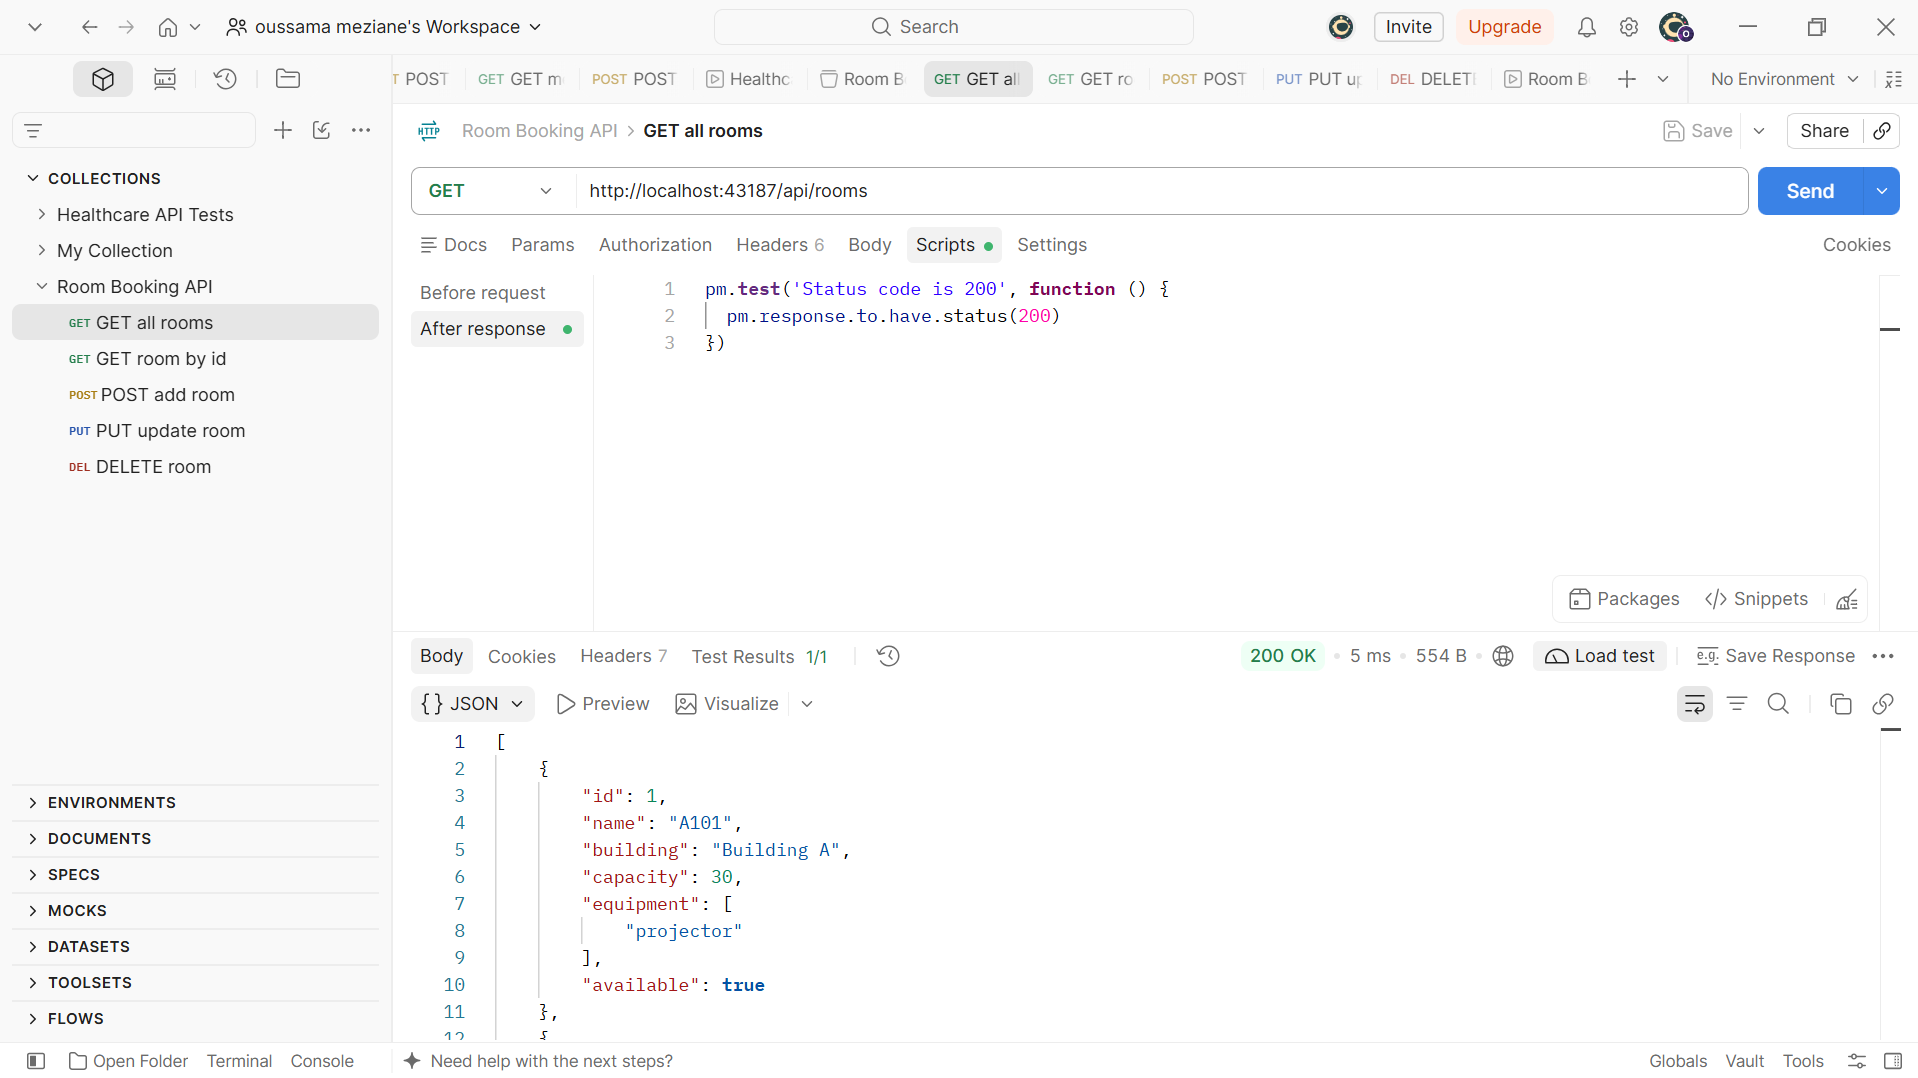 oussama meziane's Workspace
Search
Invite
Upgrade
POST
GET GET m
POST POST
Healthc
Room B
GET GET all
GET GET ro
POST POST
PUT PUT up
DEL DELET
Room B
No Environment
HTTP
Room Booking API > GET all rooms
Save
Share
COLLECTIONS
Healthcare API Tests
My Collection
Room Booking API
GET GET all rooms
GET GET room by id
POST POST add room
PUT PUT update room
DEL DELETE room
ENVIRONMENTS
DOCUMENTS
SPECS
MOCKS
DATASETS
TOOLSETS
FLOWS
GET
http://localhost:43187/api/rooms
Send
Docs
Params
Authorization
Headers 6
Body
Scripts
Settings
Cookies
Before request
After response
1 pm.test('Status code is 200', function () {
2 pm.response.to.have.status(200)
3 })
Packages
Snippets
Body
Cookies
Headers 7
Test Results 1/1
200 OK
5 ms
554 B
Load test
e.g. Save Response
{} JSON
Preview
Visualize
1 [
2 {
3 "id": 1,
4 "name": "A101",
5 "building": "Building A",
6 "capacity": 30,
7 "equipment": [
8 "projector"
9 ],
10 "available": true
11 },
12 {
Open Folder
Terminal
Console
Need help with the next steps?
Globals
Vault
Tools